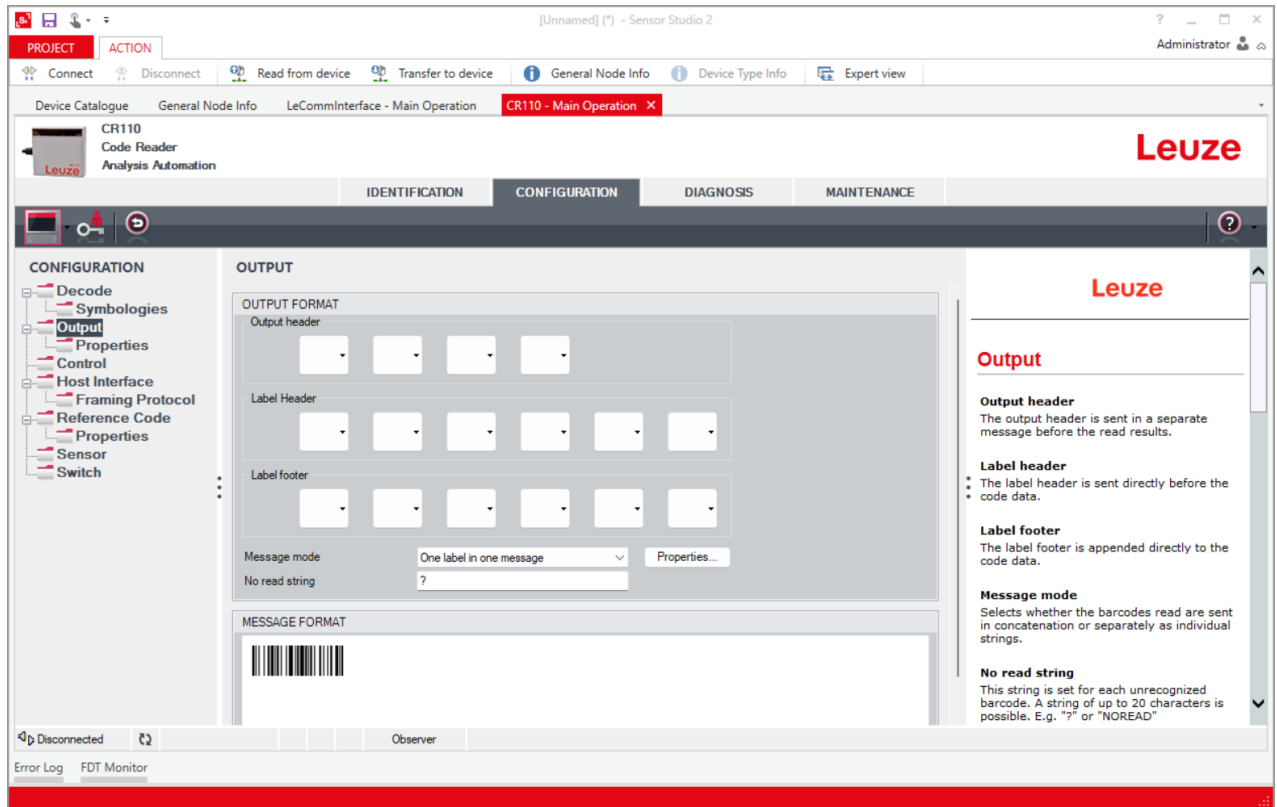 [Unnamed] (*) - Sensor Studio 2
PROJECT
ACTION
Administrator
Connect
Disconnect
Read from device
Transfer to device
General Node Info
Device Type Info
Expert view
Device Catalogue
General Node Info
LeCommInterface - Main Operation
CR110 - Main Operation
CR110
Code Reader
Analysis Automation
Leuze
Leuze
IDENTIFICATION
CONFIGURATION
DIAGNOSIS
MAINTENANCE
CONFIGURATION
Decode
Symbologies
Output
Properties
Control
Host Interface
Framing Protocol
Reference Code
Properties
Sensor
Switch
OUTPUT
OUTPUT FORMAT
Output header
Label Header
Label footer
Message mode
One label in one message
Properties...
No read string
?
MESSAGE FORMAT
Leuze
Output
Output header
The output header is sent in a separate
message before the read results.
Label header
The label header is sent directly before the
code data.
Label footer
The label footer is appended directly to the
code data.
Message mode
Selects whether the barcodes read are sent
in concatenation or separately as individual
strings.
No read string
This string is set for each unrecognized
barcode. A string of up to 20 characters is
possible. E.g. "?" or "NOREAD"
Disconnected
Observer
Error Log
FDT Monitor